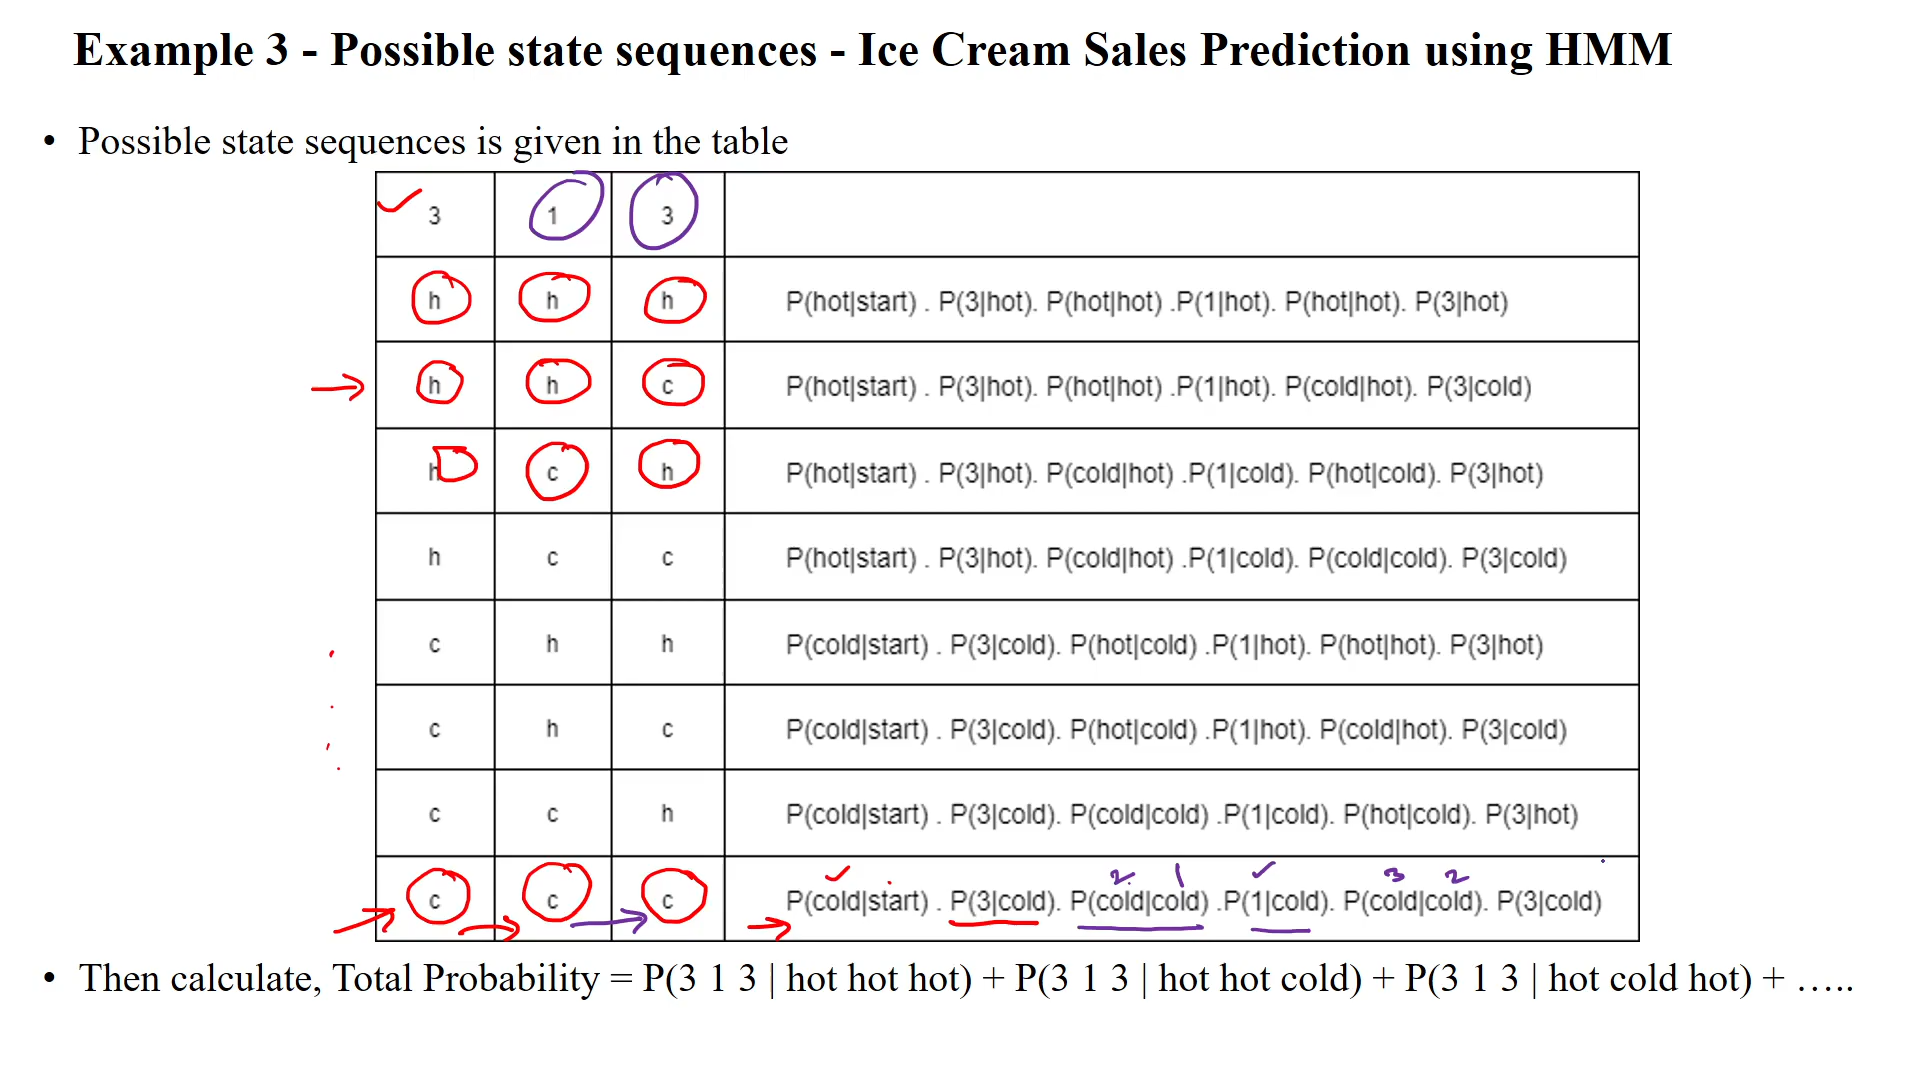 Example 3 - Possible state sequences - Ice Cream Sales Prediction using HMM
• Possible state sequences is given in the table
3 1 3
h h h P(hot|start) . P(3|hot). P(hot|hot) .P(1|hot). P(hot|hot). P(3|hot)
h h c P(hot|start) . P(3|hot). P(hot|hot) .P(1|hot). P(cold|hot). P(3|cold)
h c h P(hot|start) . P(3|hot). P(cold|hot) .P(1|cold). P(hot|cold). P(3|hot)
h c c P(hot|start) . P(3|hot). P(cold|hot) .P(1|cold). P(cold|cold). P(3|cold)
c h h P(cold|start) . P(3|cold). P(hot|cold) .P(1|hot). P(hot|hot). P(3|hot)
c h c P(cold|start) . P(3|cold). P(hot|cold) .P(1|hot). P(cold|hot). P(3|cold)
c c h P(cold|start) . P(3|cold). P(cold|cold) .P(1|cold). P(hot|cold). P(3|hot)
2 1 3 2
c c c P(cold|start) . P(3|cold). P(cold|cold) .P(1|cold). P(cold|cold). P(3|cold)
• Then calculate, Total Probability = P(3 1 3 | hot hot hot) + P(3 1 3 | hot hot cold) + P(3 1 3 | hot cold hot) + …..